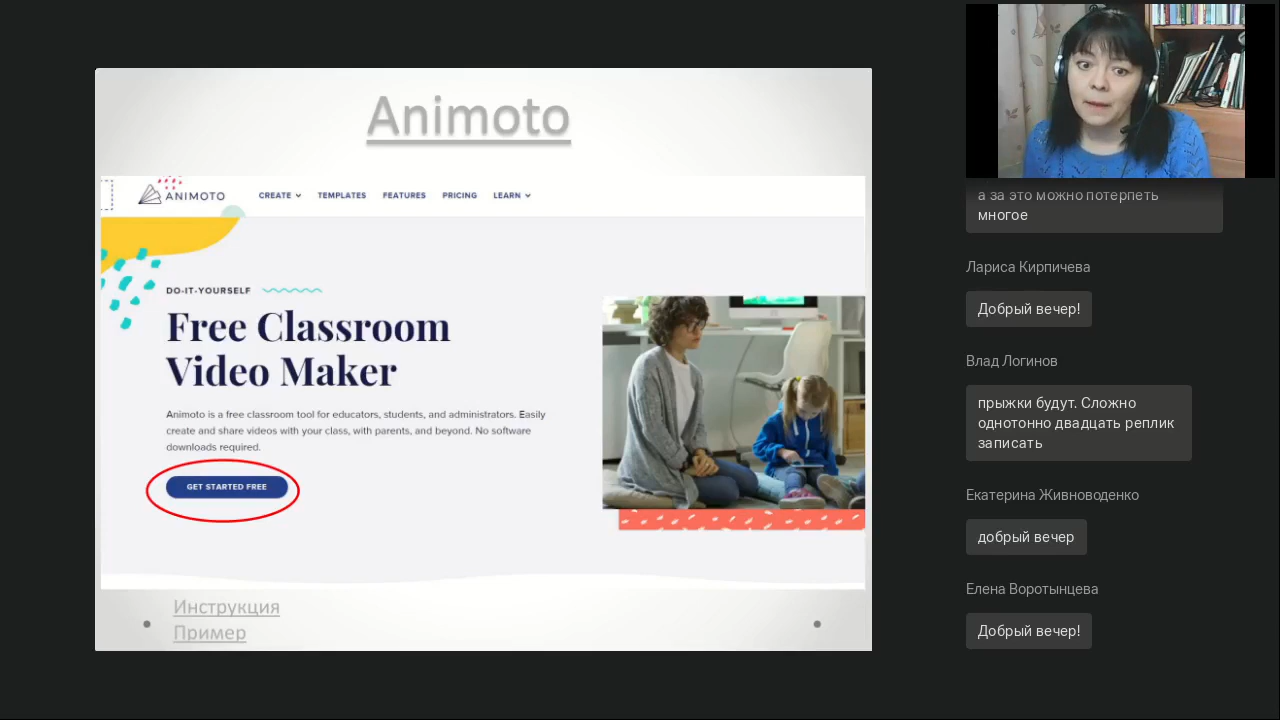 Animoto
ANIMOTO
CREATE
TEMPLATES
FEATURES
PRICING
LEARN
DO-IT-YOURSELF
Free Classroom
Video Maker
Animoto is a free classroom tool for educators, students, and administrators. Easily
create and share videos with your class, with parents, and beyond. No software
downloads required.
GET STARTED FREE
Инструкция
Пример
а за это можно потерпеть
многое
Лариса Кирпичева
Добрый вечер!
Влад Логинов
прыжки будут. Сложно
однотонно двадцать реплик
записать
Екатерина Живноводенко
добрый вечер
Елена Воротынцева
Добрый вечер!